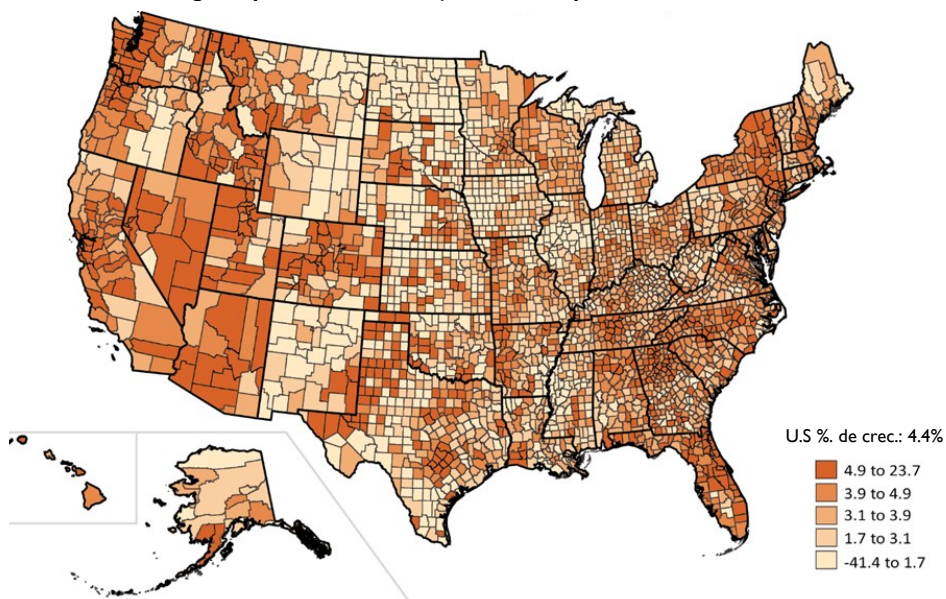 U.S %. de crec.: 4.4%
4.9 to 23.7
3.9 to 4.9
3.1 to 3.9
1.7 to 3.1
-41.4 to 1.7